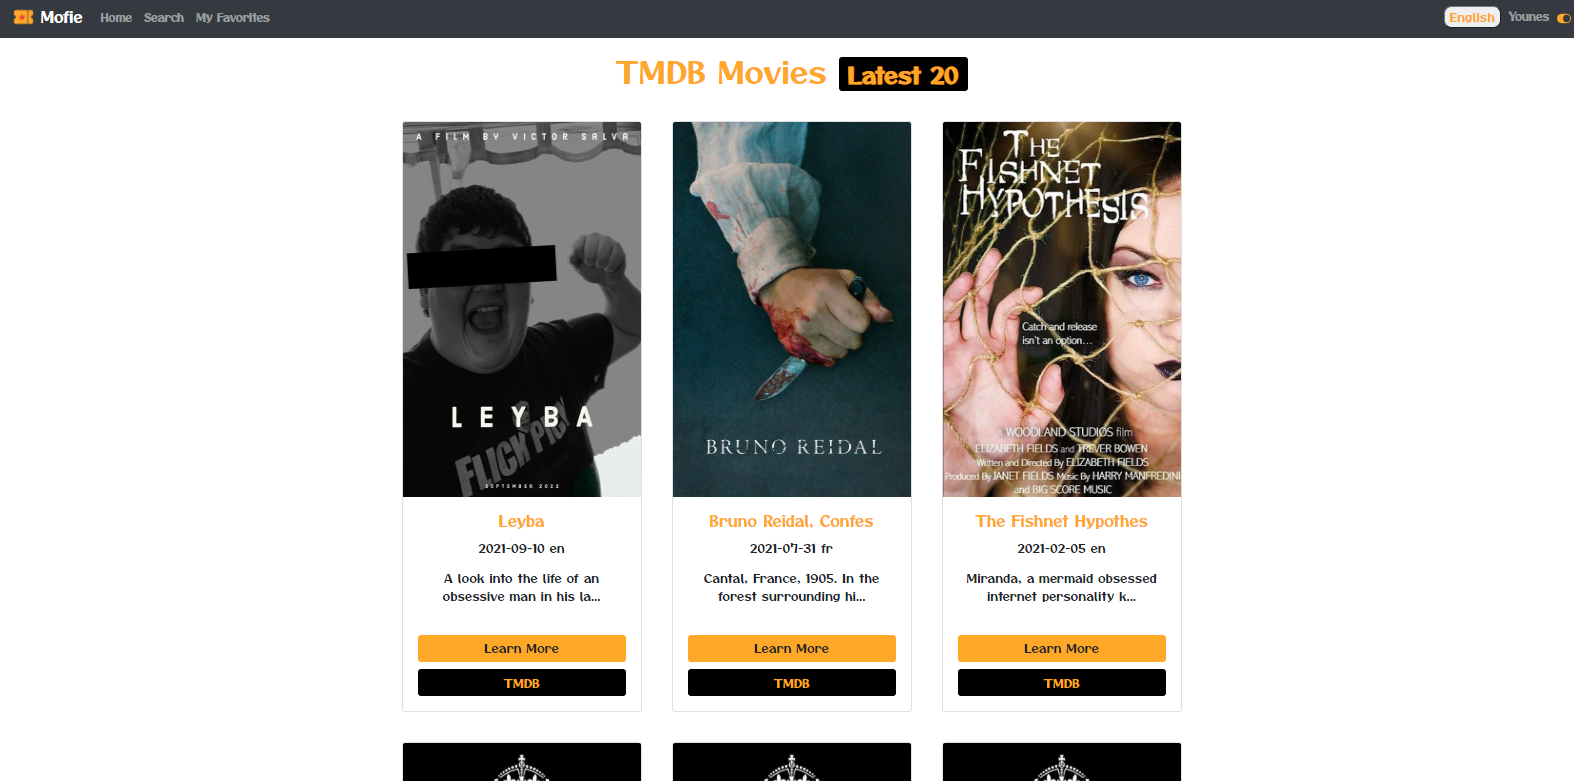 Mofie Home Search My Favorites English Younes
TMDB Movies Latest 20
A FILM BY VICTOR SALVA
LEYBA
FLICK PICK
SEPTEMBER 2022
BRUNO REIDAL
THE
FISHNET
HYPOTHESIS
Catch and release
isn't an option...
A WOODLAND STUDIOS film
ELIZABETH FIELDS and TREVER BOWEN
Written and Directed By ELIZABETH FIELDS
Produced By JANET FIELDS Music By HARRY MANFREDINI
and BIG SCORE MUSIC
Leyba
2021-09-10 en
A look into the life of an
obsessive man in his la...
Learn More
TMDB
Bruno Reidal, Confes
2021-07-31 fr
Cantal, France, 1905. In the
forest surrounding hi...
Learn More
TMDB
The Fishnet Hypothes
2021-02-05 en
Miranda, a mermaid obsessed
internet personality k...
Learn More
TMDB